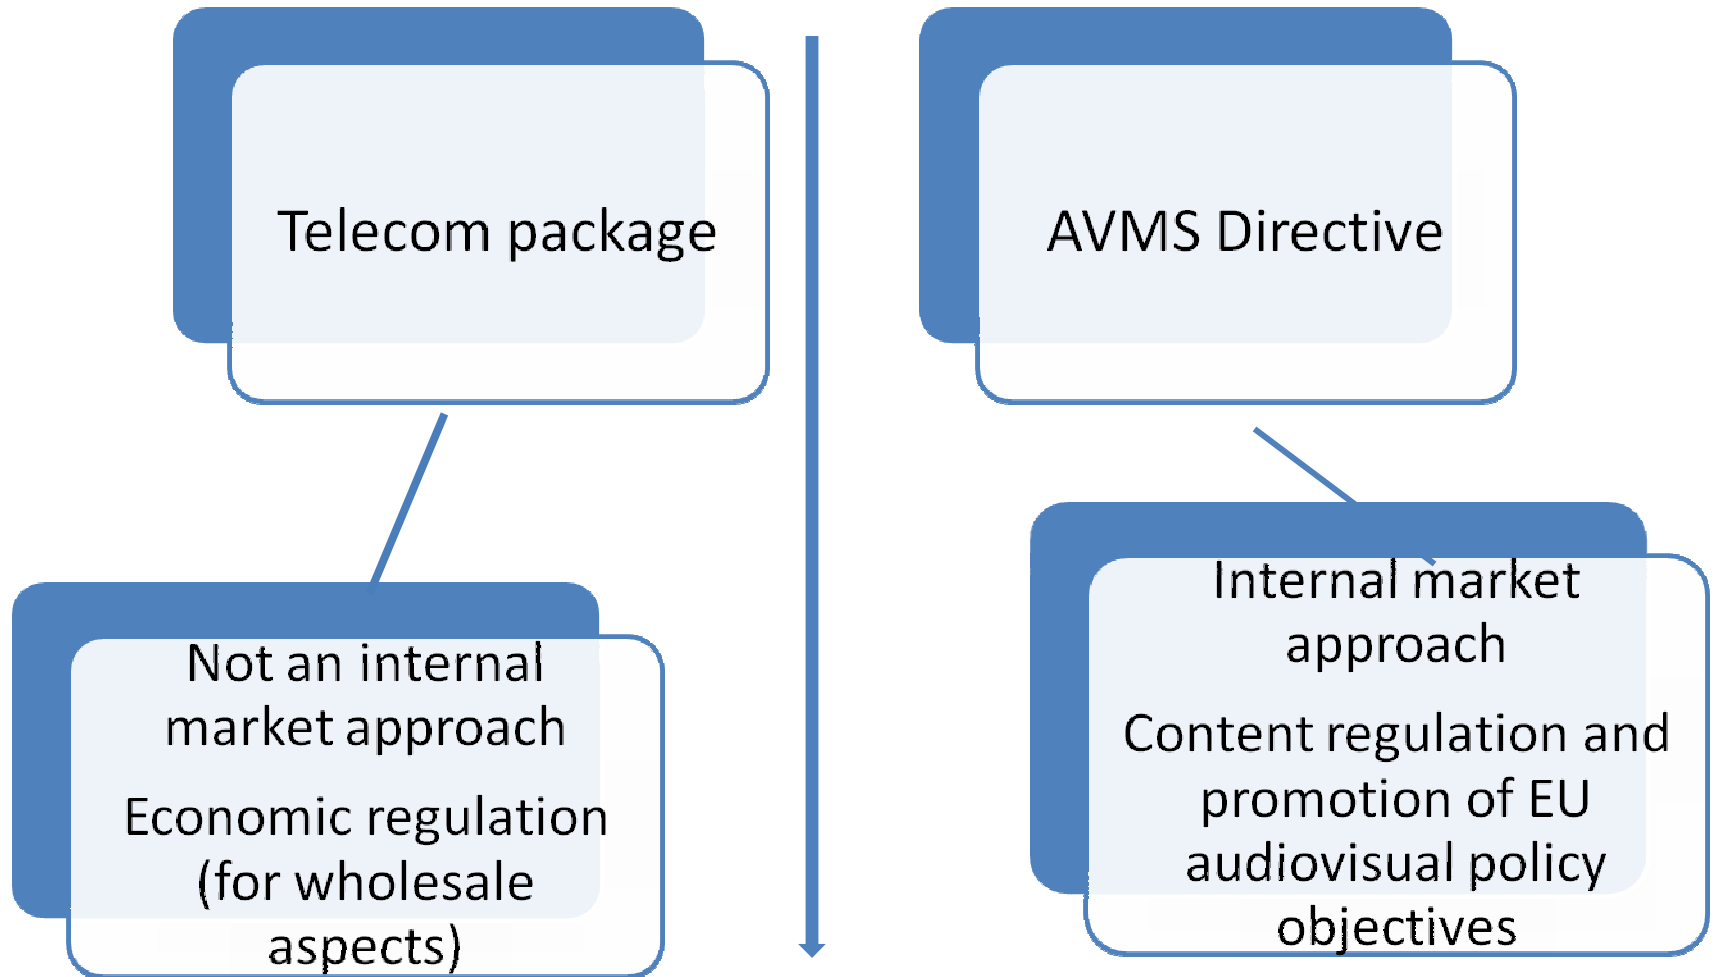 Telecom package
AVMS Directive
Not an internal
market approach
Economic regulation
(for wholesale
aspects)
Internal market
approach
Content regulation and
promotion of EU
audiovisual policy
objectives